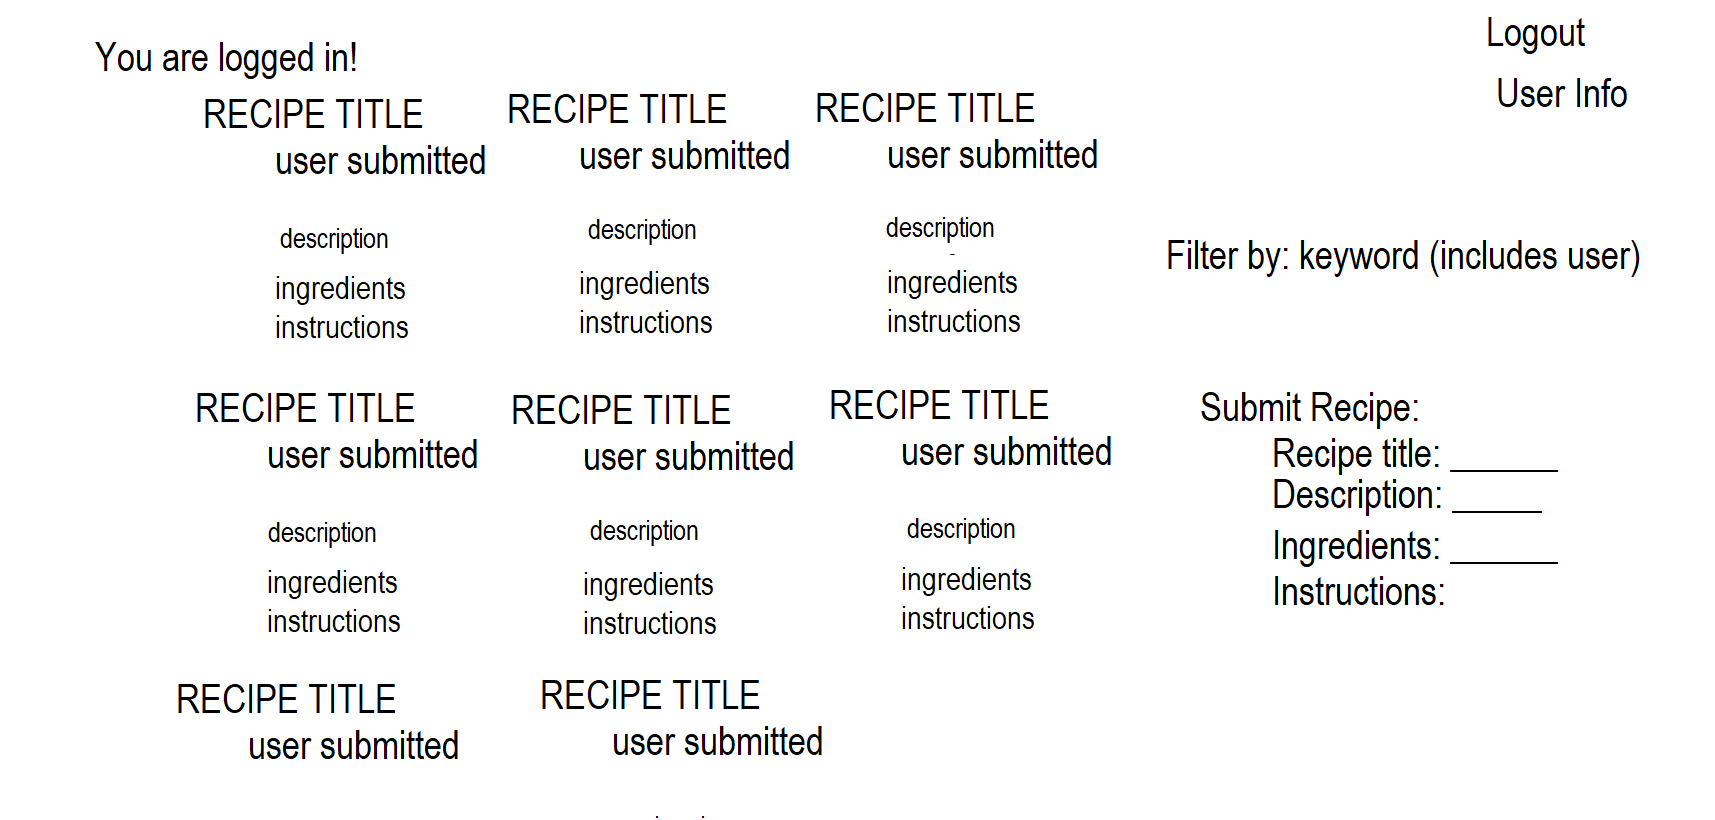 You are logged in!
Logout
User Info
RECIPE TITLE
user submitted
description
ingredients
instructions
RECIPE TITLE
user submitted
description
ingredients
instructions
RECIPE TITLE
user submitted
description
ingredients
instructions
Filter by: keyword (includes user)
RECIPE TITLE
user submitted
description
ingredients
instructions
RECIPE TITLE
user submitted
description
ingredients
instructions
RECIPE TITLE
user submitted
description
ingredients
instructions
Submit Recipe:
Recipe title: ______
Description: _____
Ingredients: ______
Instructions:
RECIPE TITLE
user submitted
RECIPE TITLE
user submitted